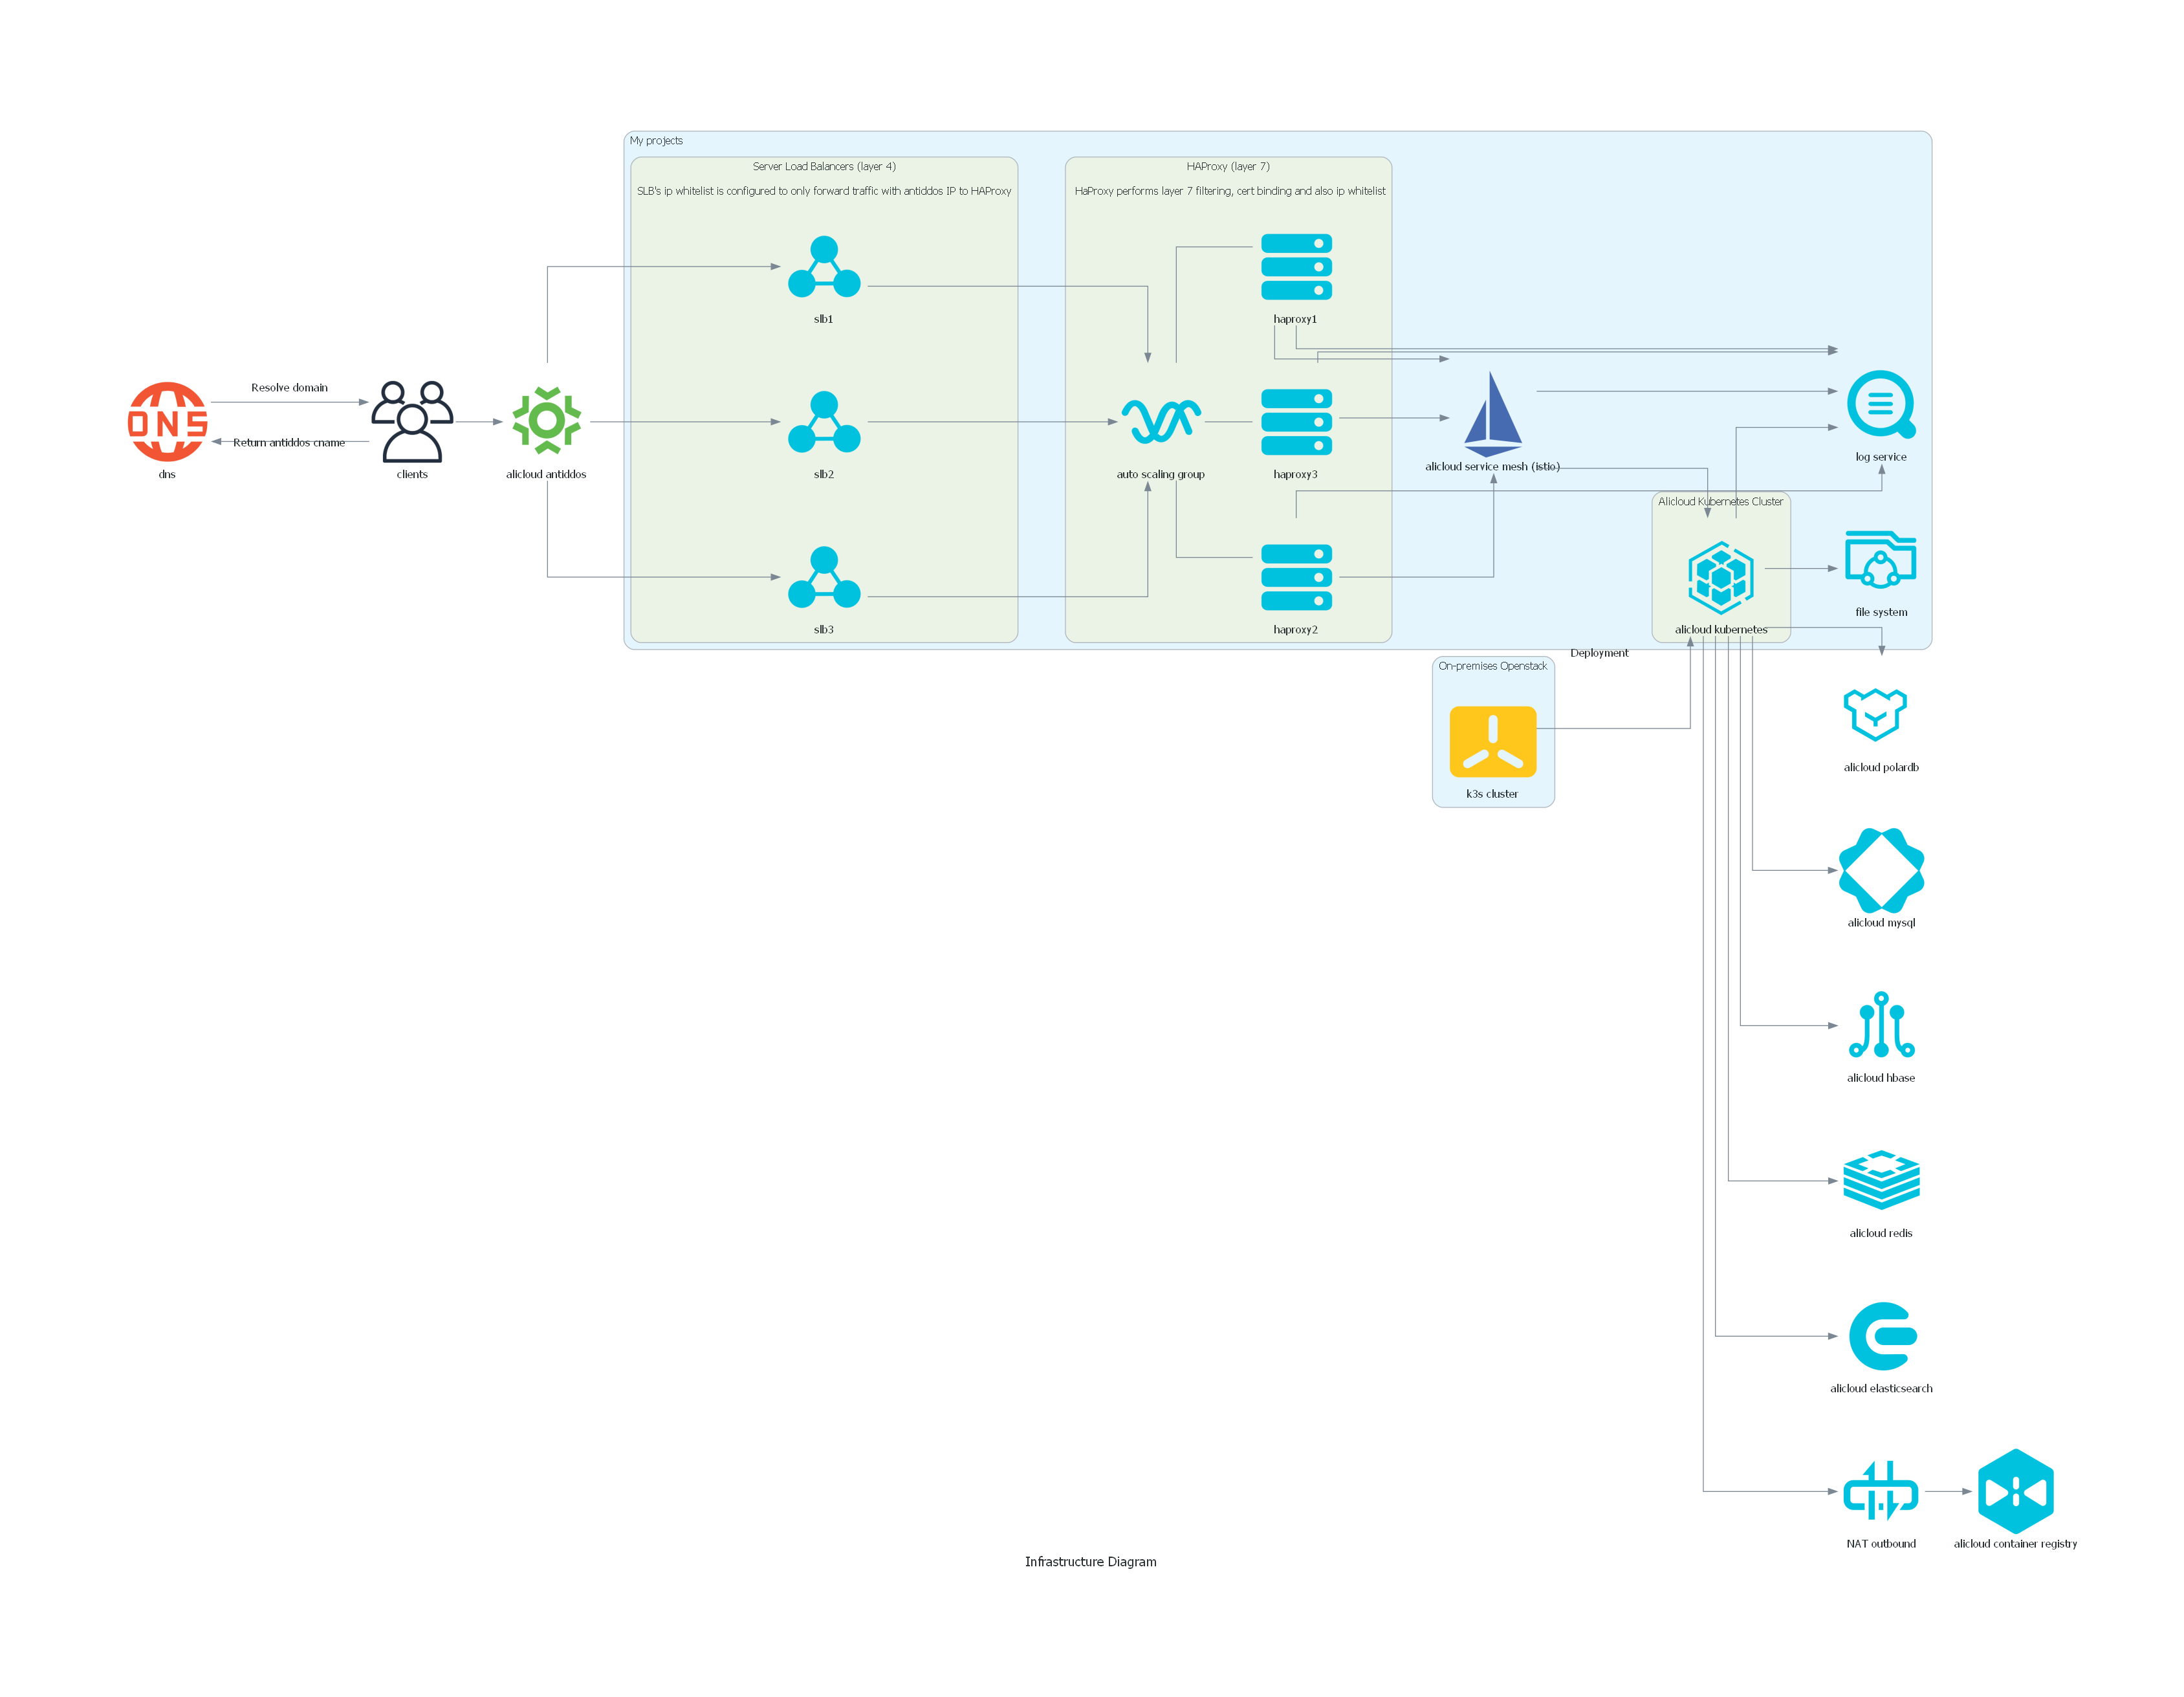 My projects
Server Load Balancers (layer 4)
SLB's ip whitelist is configured to only forward traffic with antiddos IP to HAProxy
HAProxy (layer 7)
HaProxy performs layer 7 filtering, cert binding and also ip whitelist
slb1
haproxy1
Resolve domain
DNS
Return antiddos cname
dns
clients
alicloud antiddos
slb2
auto scaling group
haproxy3
alicloud service mesh (istio)
log service
Alicloud Kubernetes Cluster
file system
slb3
haproxy2
alicloud kubernetes
Deployment
On-premises Openstack
k3s cluster
alicloud polardb
alicloud mysql
alicloud hbase
alicloud redis
alicloud elasticsearch
NAT outbound
alicloud container registry
Infrastructure Diagram